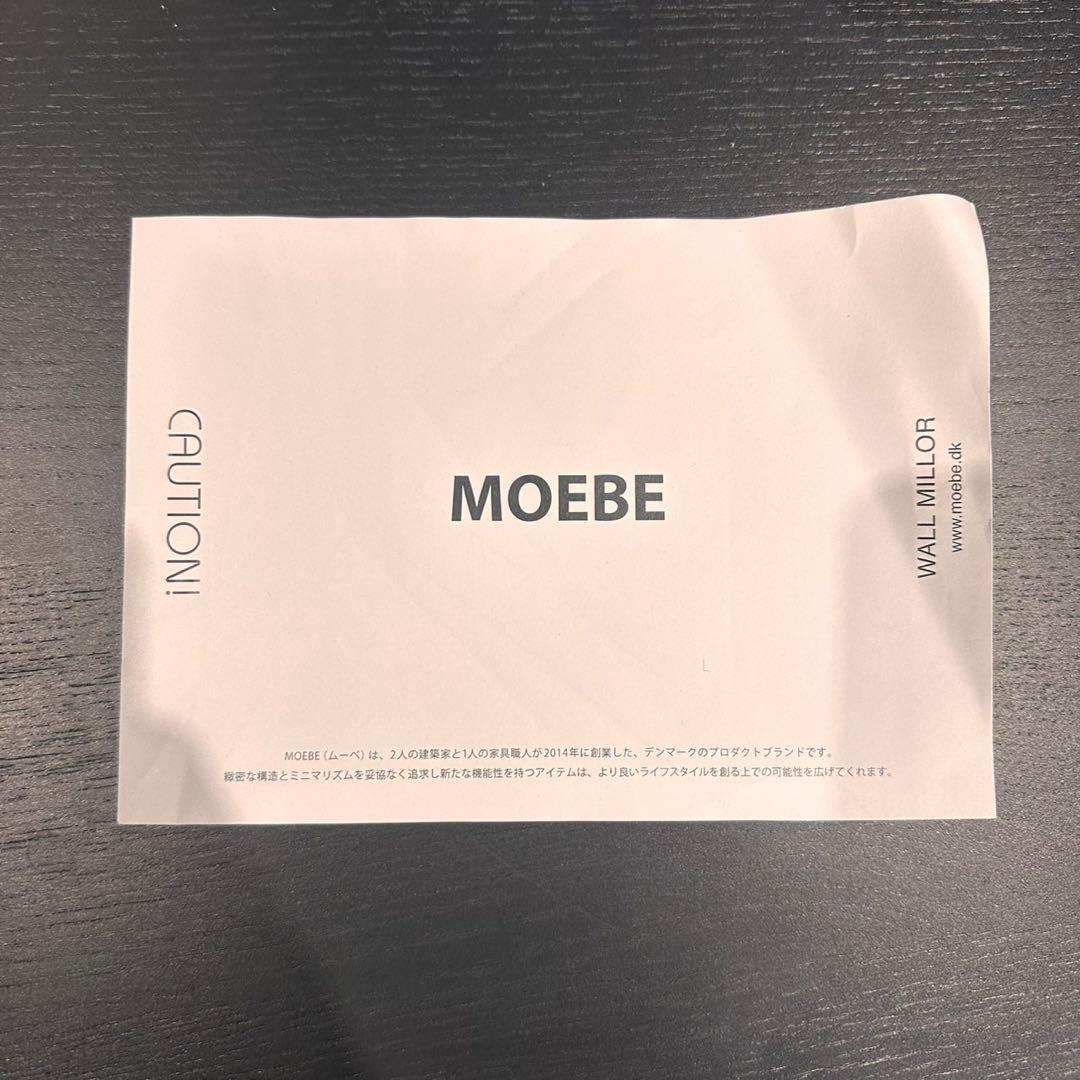 CAUTION!
MOEBE
WALL MILLOR
www.moebe.dk
MOEBE（ムーベ）は、2人の建築家と1人の家具職人が2014年に創業した、デンマークのプロダクトブランドです。
緻密な構造とミニマリズムを妥協なく追求し新たな機能性を持つアイテムは、より良いライフスタイルを創る上での可能性を広げてくれます。